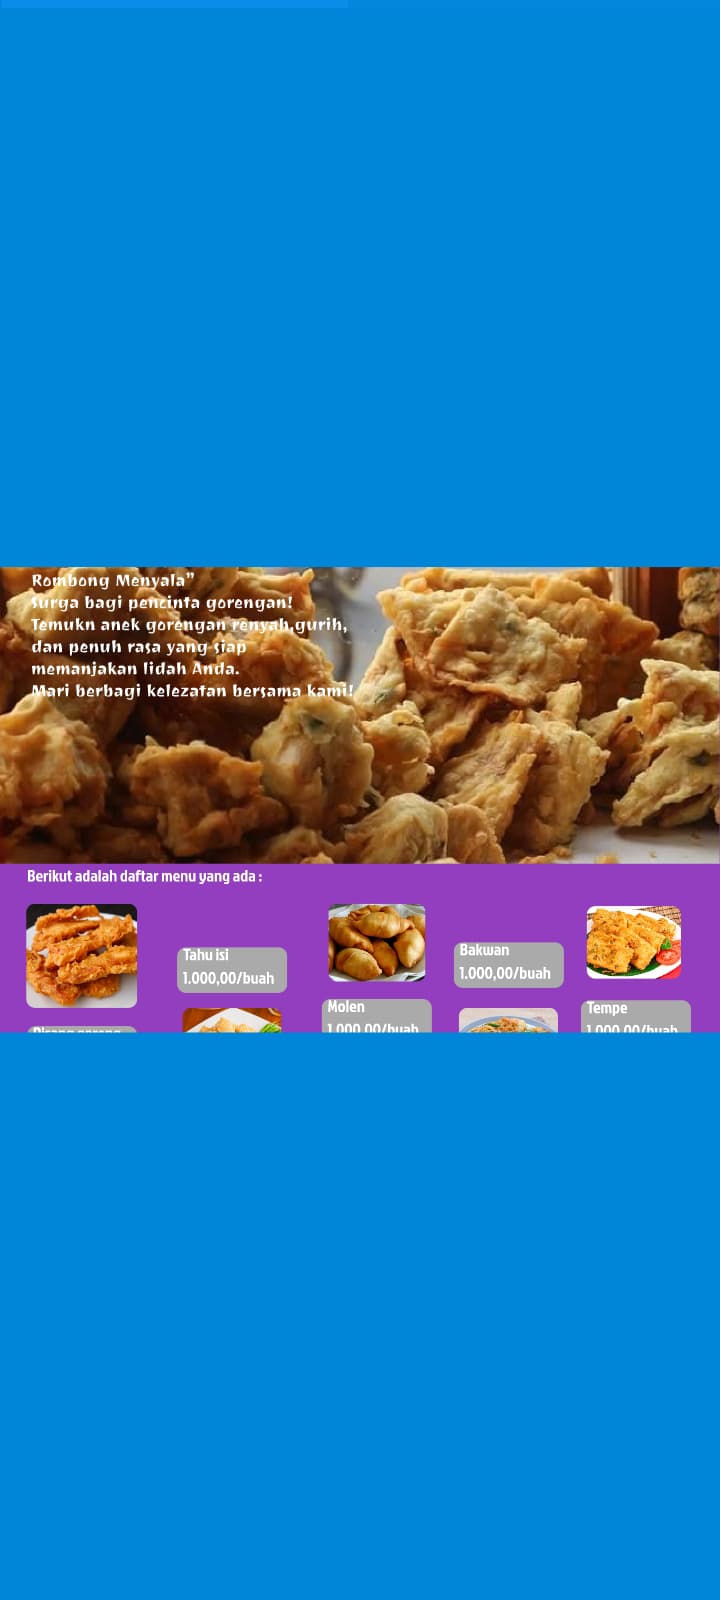 Rombong Menyala”
Surga bagi pencinta gorengan!
Temukn anek gorengan renyah,gurih,
dan penuh rasa yang siap
memanjakan lidah Anda.
Mari berbagi kelezatan bersama kami!
Berikut adalah daftar menu yang ada :
Tahu isi
1.000,00/buah
Bakwan
1.000,00/buah
Molen
1.000,00/buah
Tempe
1.000,00/buah
Pisang goreng